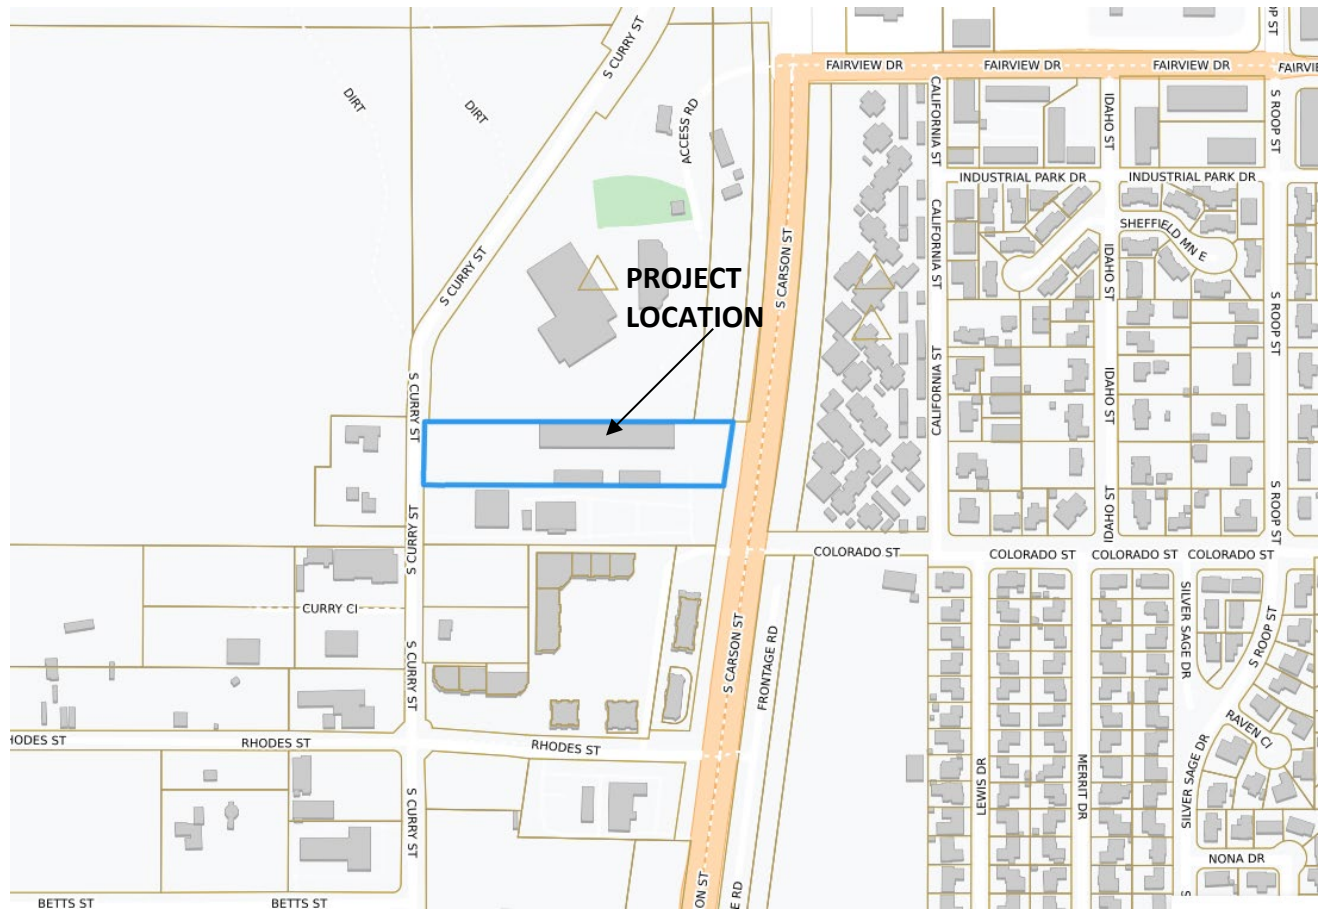 S CURRY ST
OP ST
FAIRVIEW DR
FAIRVIEW DR
FAIRVIEW DR
FAIRVIE
DIRT
DIRT
ACCESS RD
CALIFORNIA ST
IDAHO ST
S ROOP ST
INDUSTRIAL PARK DR
INDUSTRIAL PARK DR
CALIFORNIA ST
SHEFFIELD MN E
S CURRY ST
S CARSON ST
IDAHO ST
PROJECT
LOCATION
S ROOP ST
CALIFORNIA ST
IDAHO ST
S CURRY ST
S CURRY ST
IDAHO ST
S ROOP ST
COLORADO ST
COLORADO ST
COLORADO ST
COLORADO ST
CURRY CI
SILVER SAGE DR
S ROOP ST
S CURRY ST
S CARSON ST
FRONTAGE RD
HODES ST
RHODES ST
RHODES ST
RAVEN CI
LEWIS DR
MERRIT DR
SILVER SAGE DR
S CURRY ST
NONA DR
BETTS ST
BETTS ST
ON ST
E RD
S